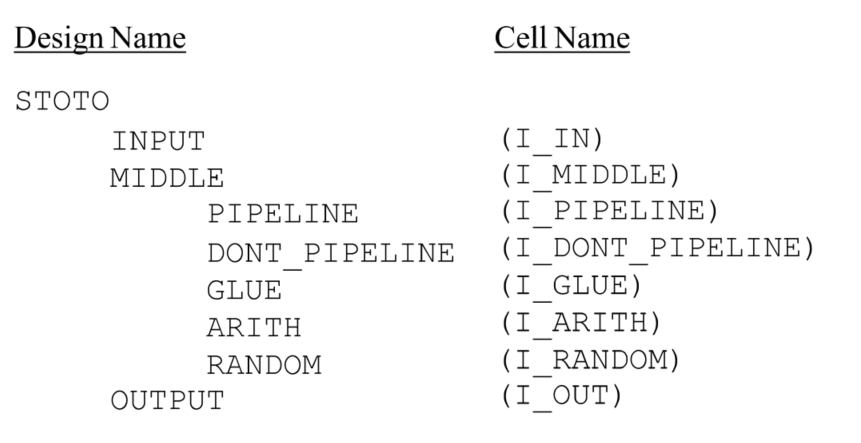 Design Name Cell Name
STOTO
INPUT (I_IN)
MIDDLE (I_MIDDLE)
PIPELINE (I_PIPELINE)
DONT_PIPELINE (I_DONT_PIPELINE)
GLUE (I_GLUE)
ARITH (I_ARITH)
RANDOM (I_RANDOM)
OUTPUT (I_OUT)